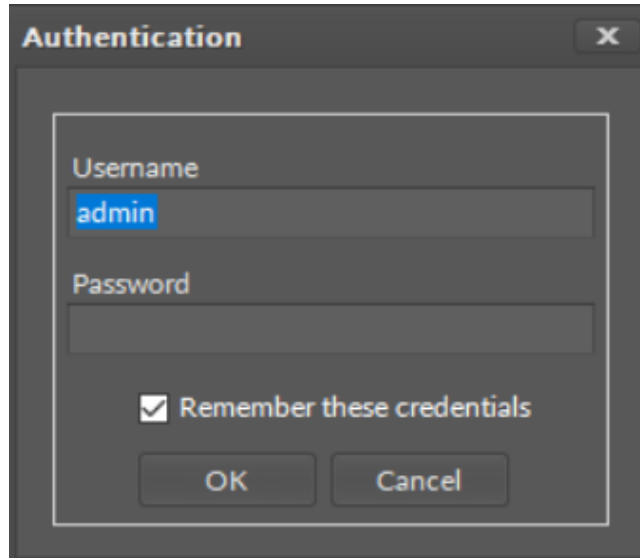 Authentication
Username
admin
Password
Remember these credentials
OK Cancel